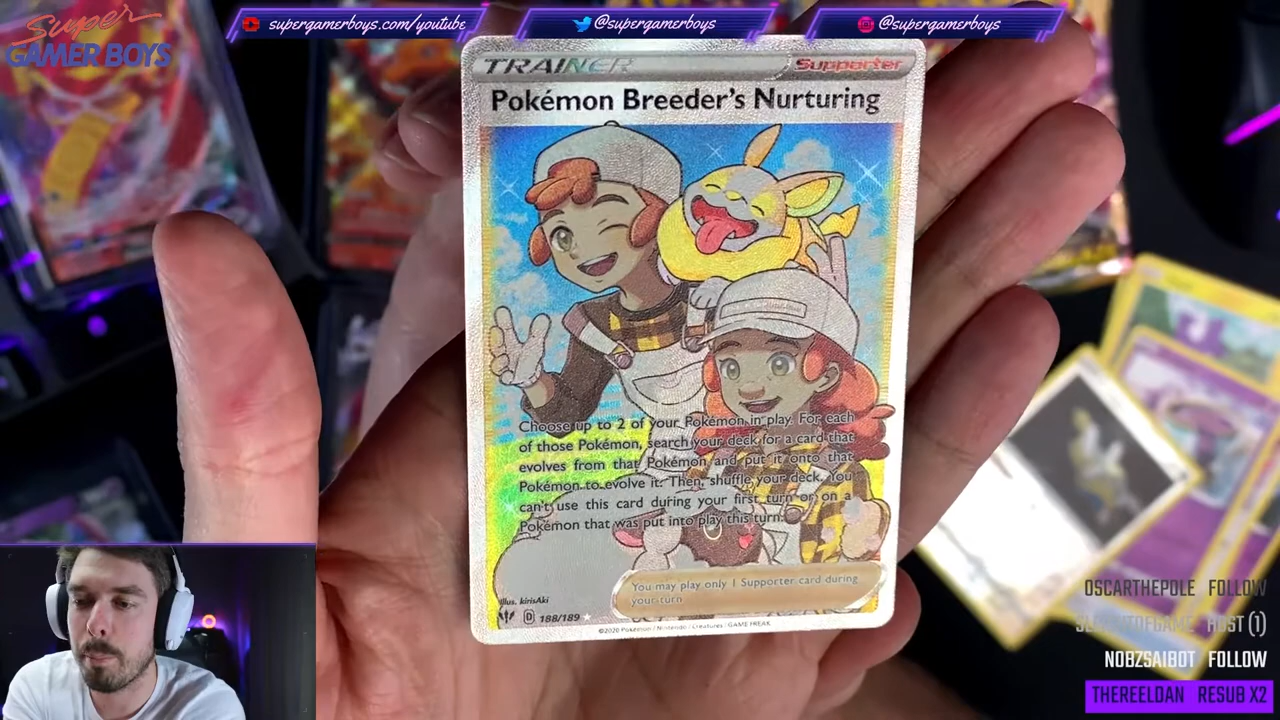 Super
GAMER BOYS
supergamerboys.com/youtube
@supergamerboys
@supergamerboys
TRAINER
Supporter
Pokémon Breeder's Nurturing
Choose up to 2 of your Pokémon in play. For each
of those Pokémon, search your deck for a card that
evolves from that Pokémon and put it onto that
Pokémon to evolve it. Then, shuffle your deck. You
can't use this card during your first turn or on a
Pokémon that was put into play this turn.
You may play only 1 Supporter card during
your turn
Illus. kirisAki
D 188/189
©2020 Pokémon / Nintendo / Creatures / GAME FREAK
OSCARTHEPOLE FOLLOW
HOST (1)
NOBZSAIBOT FOLLOW
THEREELDAN RESUB X2